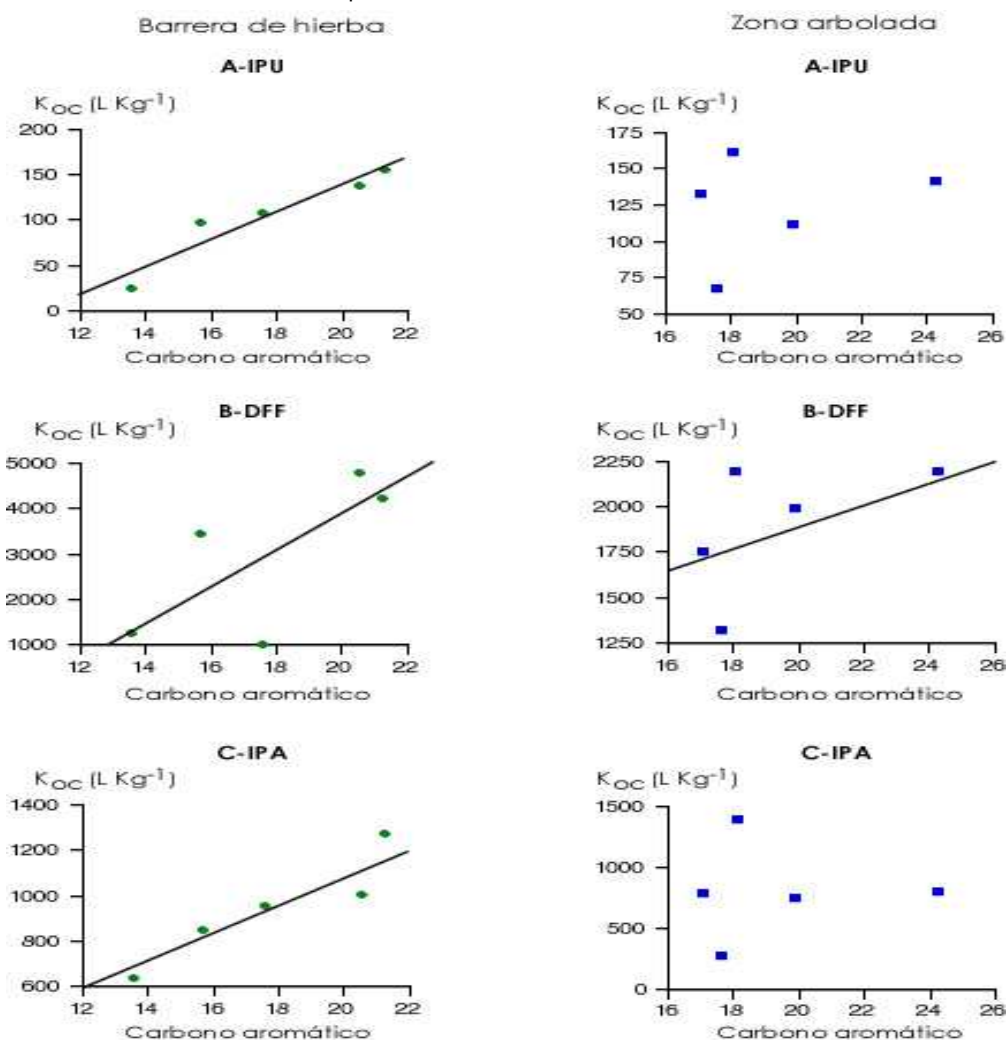 Barrera de hierba
Zona arbolada
A-IPU
K_OC (L Kg⁻¹)
200
150
100
50
0
12 14 16 18 20 22
Carbono aromático
A-IPU
K_OC (L Kg⁻¹)
175
150
125
100
75
50
16 18 20 22 24 26
Carbono aromático
B-DFF
K_OC (L Kg⁻¹)
5000
4000
3000
2000
1000
12 14 16 18 20 22
Carbono aromático
B-DFF
K_OC (L Kg⁻¹)
2250
2000
1750
1500
1250
16 18 20 22 24 26
Carbono aromático
C-IPA
K_OC (L Kg⁻¹)
1400
1200
1000
800
600
12 14 16 18 20 22
Carbono aromático
C-IPA
K_OC (L Kg⁻¹)
1500
1000
500
0
16 18 20 22 24 26
Carbono aromático